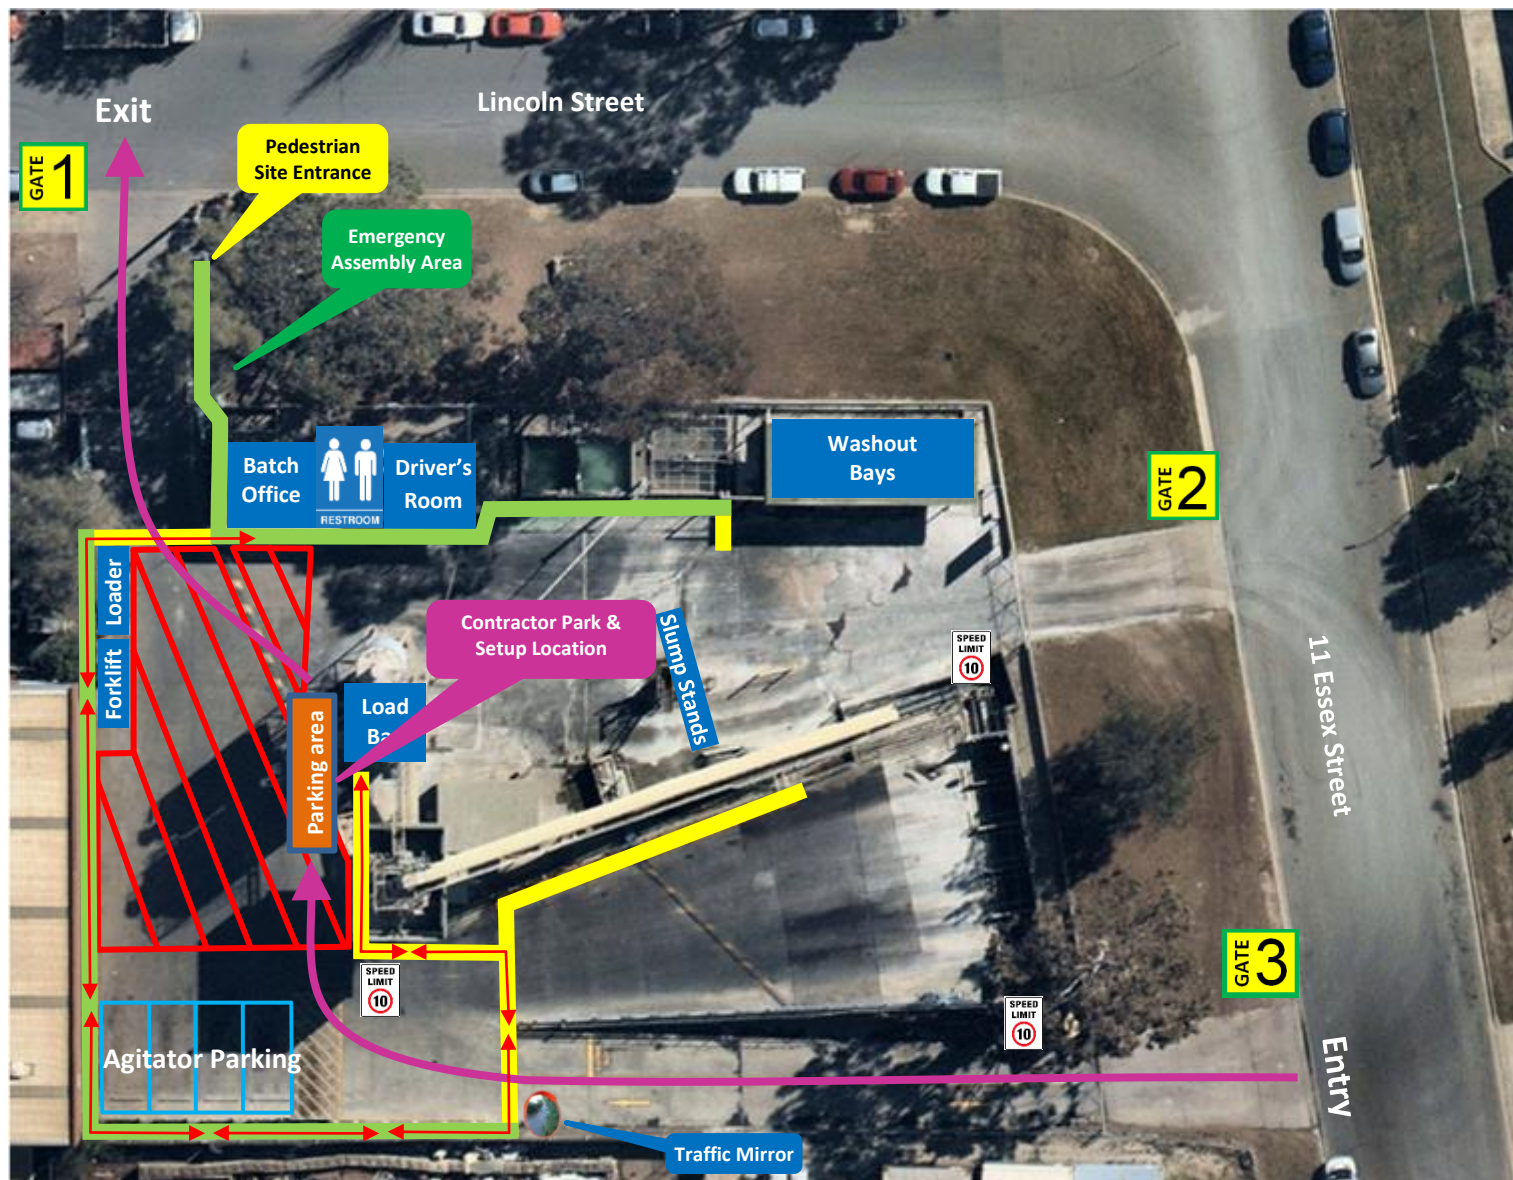 Lincoln Street
Exit
GATE 1
Pedestrian
Site Entrance
Emergency
Assembly Area
Batch
Office
RESTROOM
Driver's
Room
Washout
Bays
GATE 2
Loader
Forklift
Contractor Park &
Setup Location
Slump Stands
SPEED
LIMIT
10
11 Essex Street
Load
Parking area
GATE 3
SPEED
LIMIT
10
SPEED
LIMIT
10
Agitator Parking
Entry
Traffic Mirror